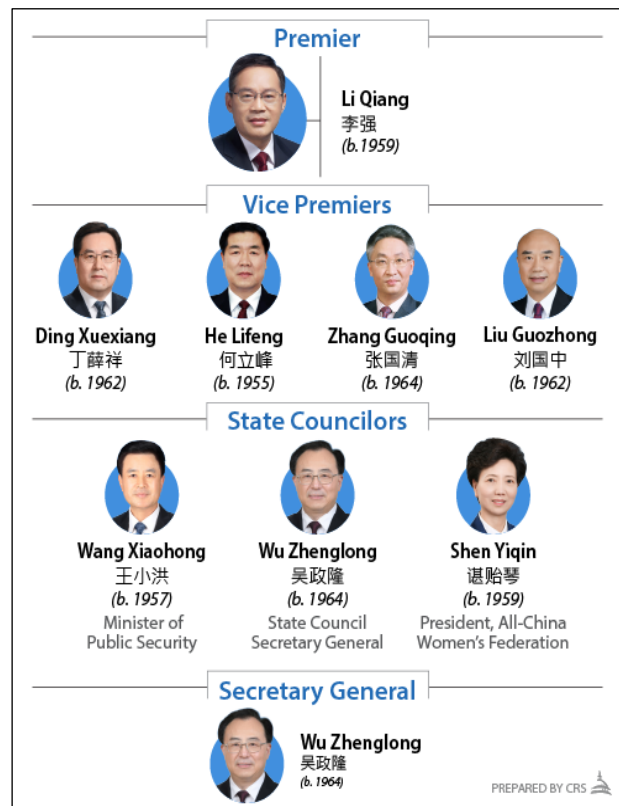 Premier
Li Qiang
李强
(b.1959)
Vice Premiers
Ding Xuexiang
丁薛祥
(b. 1962)
He Lifeng
何立峰
(b. 1955)
Zhang Guoqing
张国清
(b. 1964)
Liu Guozhong
刘国中
(b. 1962)
State Councilors
Wang Xiaohong
王小洪
(b. 1957)
Minister of
Public Security
Wu Zhenglong
吴政隆
(b. 1964)
State Council
Secretary General
Shen Yiqin
谌贻琴
(b. 1959)
President, All-China
Women's Federation
Secretary General
Wu Zhenglong
吴政隆
(b. 1964)
PREPARED BY CRS